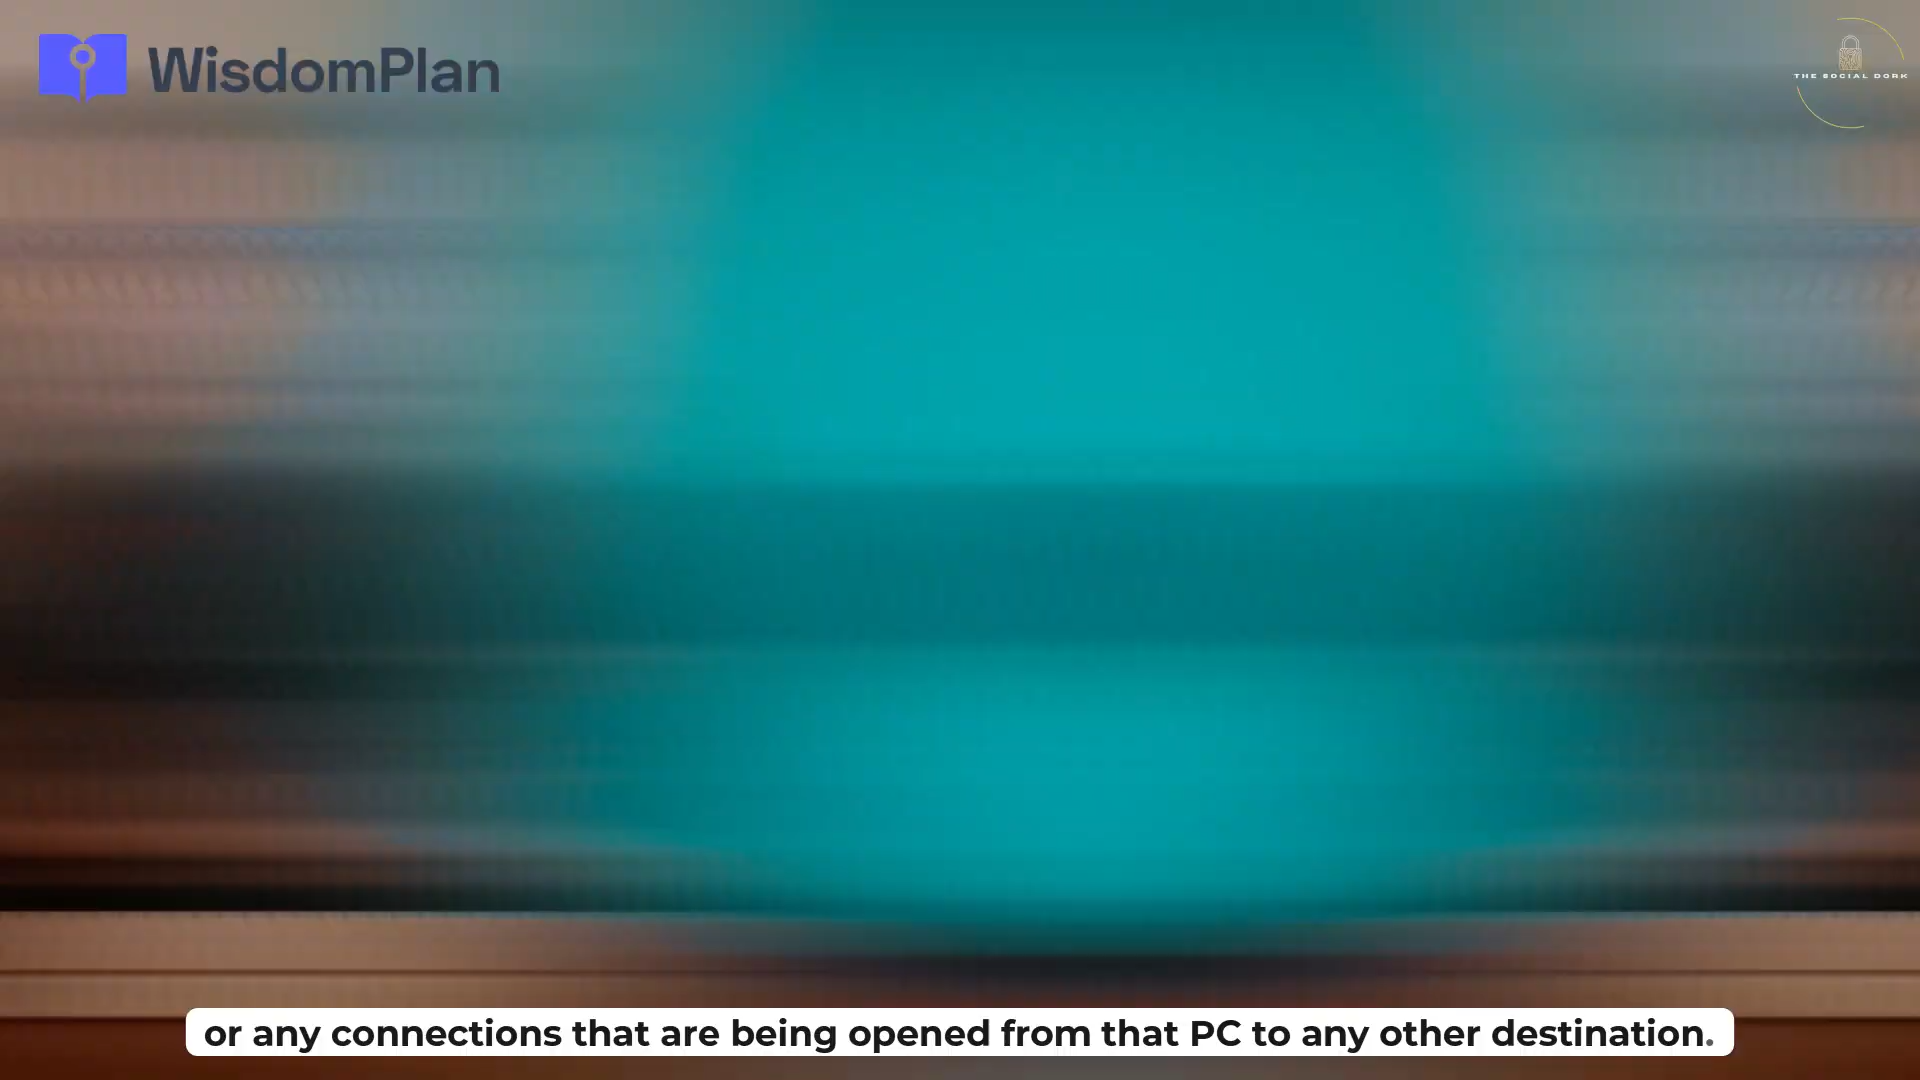 WisdomPlan
THE SOCIAL DORK
or any connections that are being opened from that PC to any other destination.